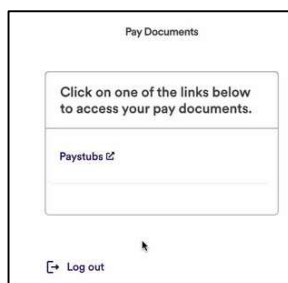 Pay Documents
Click on one of the links below
to access your pay documents.
Paystubs
Log out